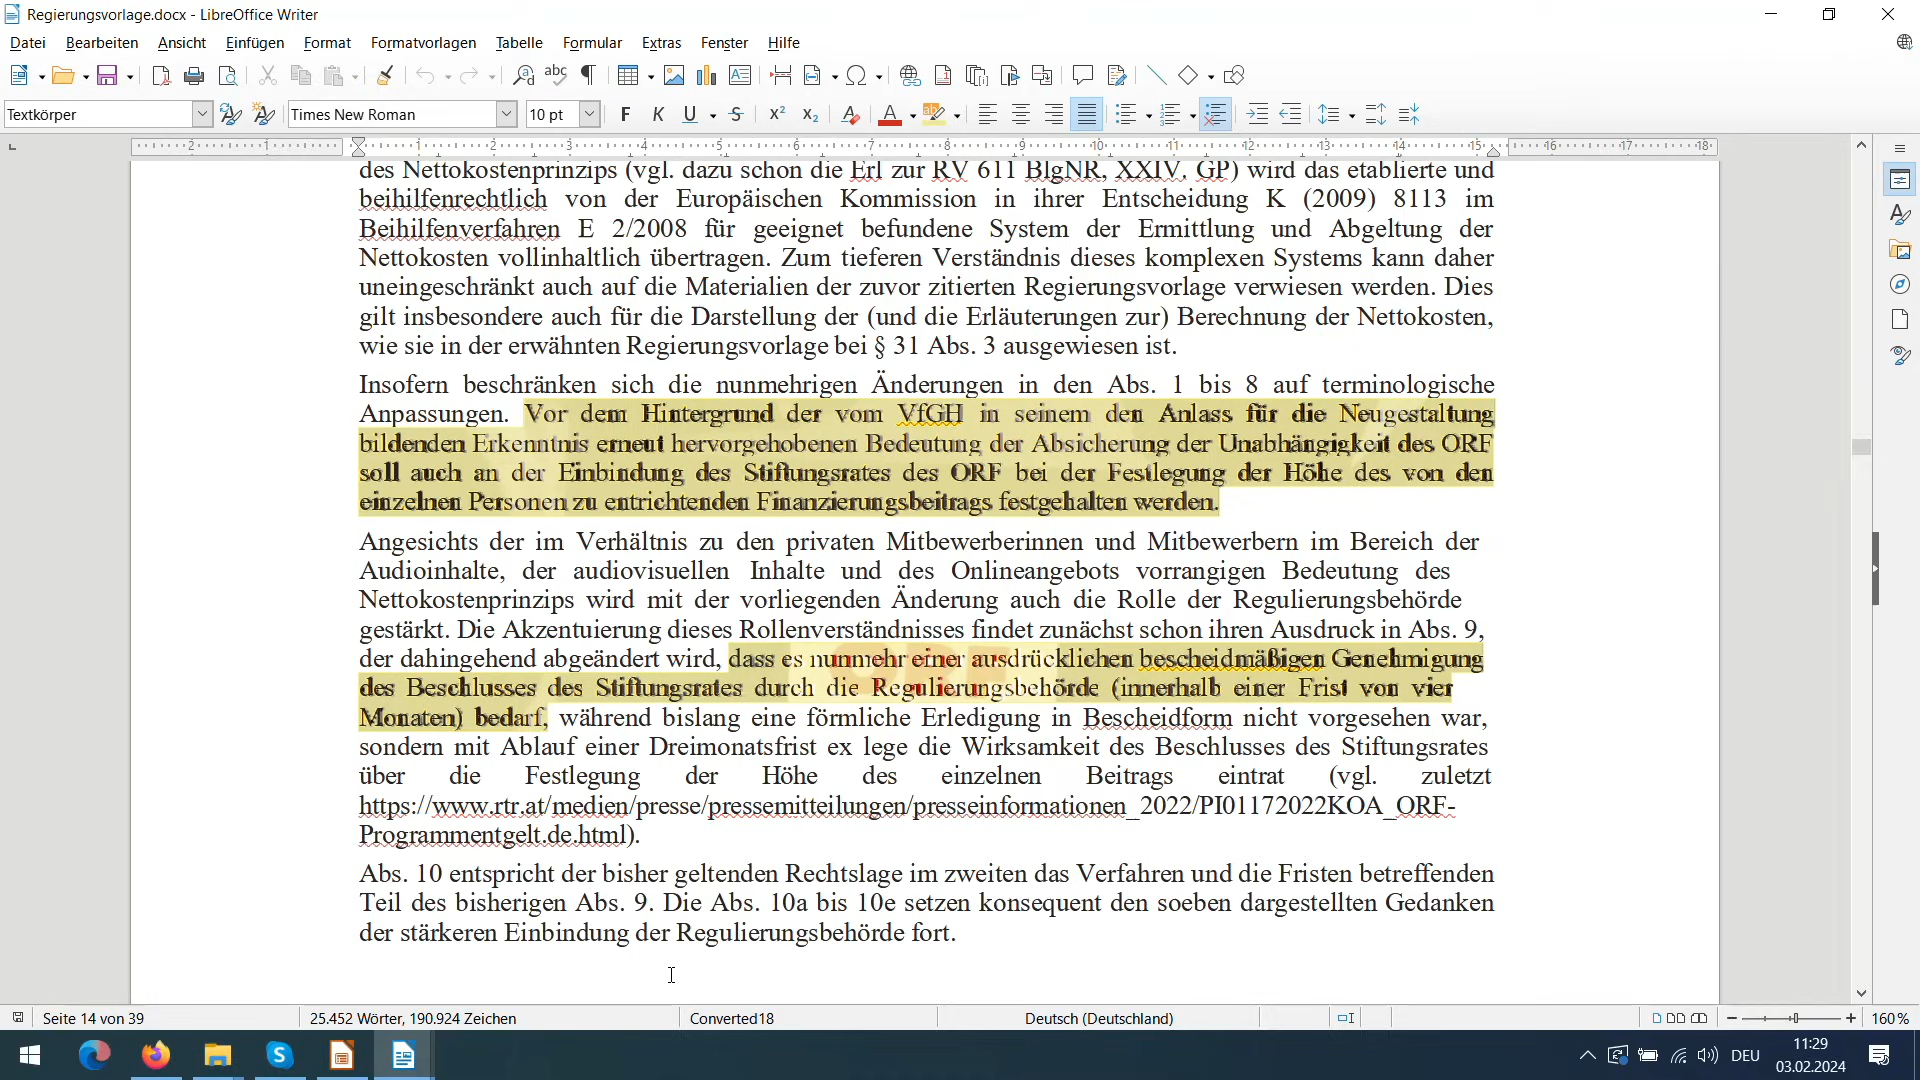 Regierungsvorlage.docx - LibreOffice Writer
Datei Bearbeiten Ansicht Einfügen Format Formatvorlagen Tabelle Formular Extras Fenster Hilfe
Textkörper Times New Roman 10 pt F K U S
des Nettokostenprinzips (vgl. dazu schon die Erl zur RV 611 BlgNR, XXIV. GP) wird das etablierte und
beihilfenrechtlich von der Europäischen Kommission in ihrer Entscheidung K (2009) 8113 im
Beihilfenverfahren E 2/2008 für geeignet befundene System der Ermittlung und Abgeltung der
Nettokosten vollinhaltlich übertragen. Zum tieferen Verständnis dieses komplexen Systems kann daher
uneingeschränkt auch auf die Materialien der zuvor zitierten Regierungsvorlage verwiesen werden. Dies
gilt insbesondere auch für die Darstellung der (und die Erläuterungen zur) Berechnung der Nettokosten,
wie sie in der erwähnten Regierungsvorlage bei § 31 Abs. 3 ausgewiesen ist.
Insofern beschränken sich die nunmehrigen Änderungen in den Abs. 1 bis 8 auf terminologische
Anpassungen. Vor dem Hintergrund der vom VfGH in seinem den Anlass für die Neugestaltung
bildenden Erkenntnis erneut hervorgehobenen Bedeutung der Absicherung der Unabhängigkeit des ORF
soll auch an der Einbindung des Stiftungsrates des ORF bei der Festlegung der Höhe des von den
einzelnen Personen zu entrichtenden Finanzierungsbeitrags festgehalten werden.
Angesichts der im Verhältnis zu den privaten Mitbewerberinnen und Mitbewerbern im Bereich der
Audioinhalte, der audiovisuellen Inhalte und des Onlineangebots vorrangigen Bedeutung des
Nettokostenprinzips wird mit der vorliegenden Änderung auch die Rolle der Regulierungsbehörde
gestärkt. Die Akzentuierung dieses Rollenverständnisses findet zunächst schon ihren Ausdruck in Abs. 9,
der dahingehend abgeändert wird, dass es nunmehr einer ausdrücklichen bescheidmäßigen Genehmigung
des Beschlusses des Stiftungsrates durch die Regulierungsbehörde (innerhalb einer Frist von vier
Monaten) bedarf, während bislang eine förmliche Erledigung in Bescheidform nicht vorgesehen war,
sondern mit Ablauf einer Dreimonatsfrist ex lege die Wirksamkeit des Beschlusses des Stiftungsrates
über die Festlegung der Höhe des einzelnen Beitrags eintrat (vgl. zuletzt
https://www.rtr.at/medien/presse/pressemitteilungen/presseinformationen_2022/PI01172022KOA_ORF-
Programmentgelt.de.html).
Abs. 10 entspricht der bisher geltenden Rechtslage im zweiten das Verfahren und die Fristen betreffenden
Teil des bisherigen Abs. 9. Die Abs. 10a bis 10e setzen konsequent den soeben dargestellten Gedanken
der stärkeren Einbindung der Regulierungsbehörde fort.
Seite 14 von 39 25.452 Wörter, 190.924 Zeichen Converted18 Deutsch (Deutschland) 160%
DEU 11:29
03.02.2024